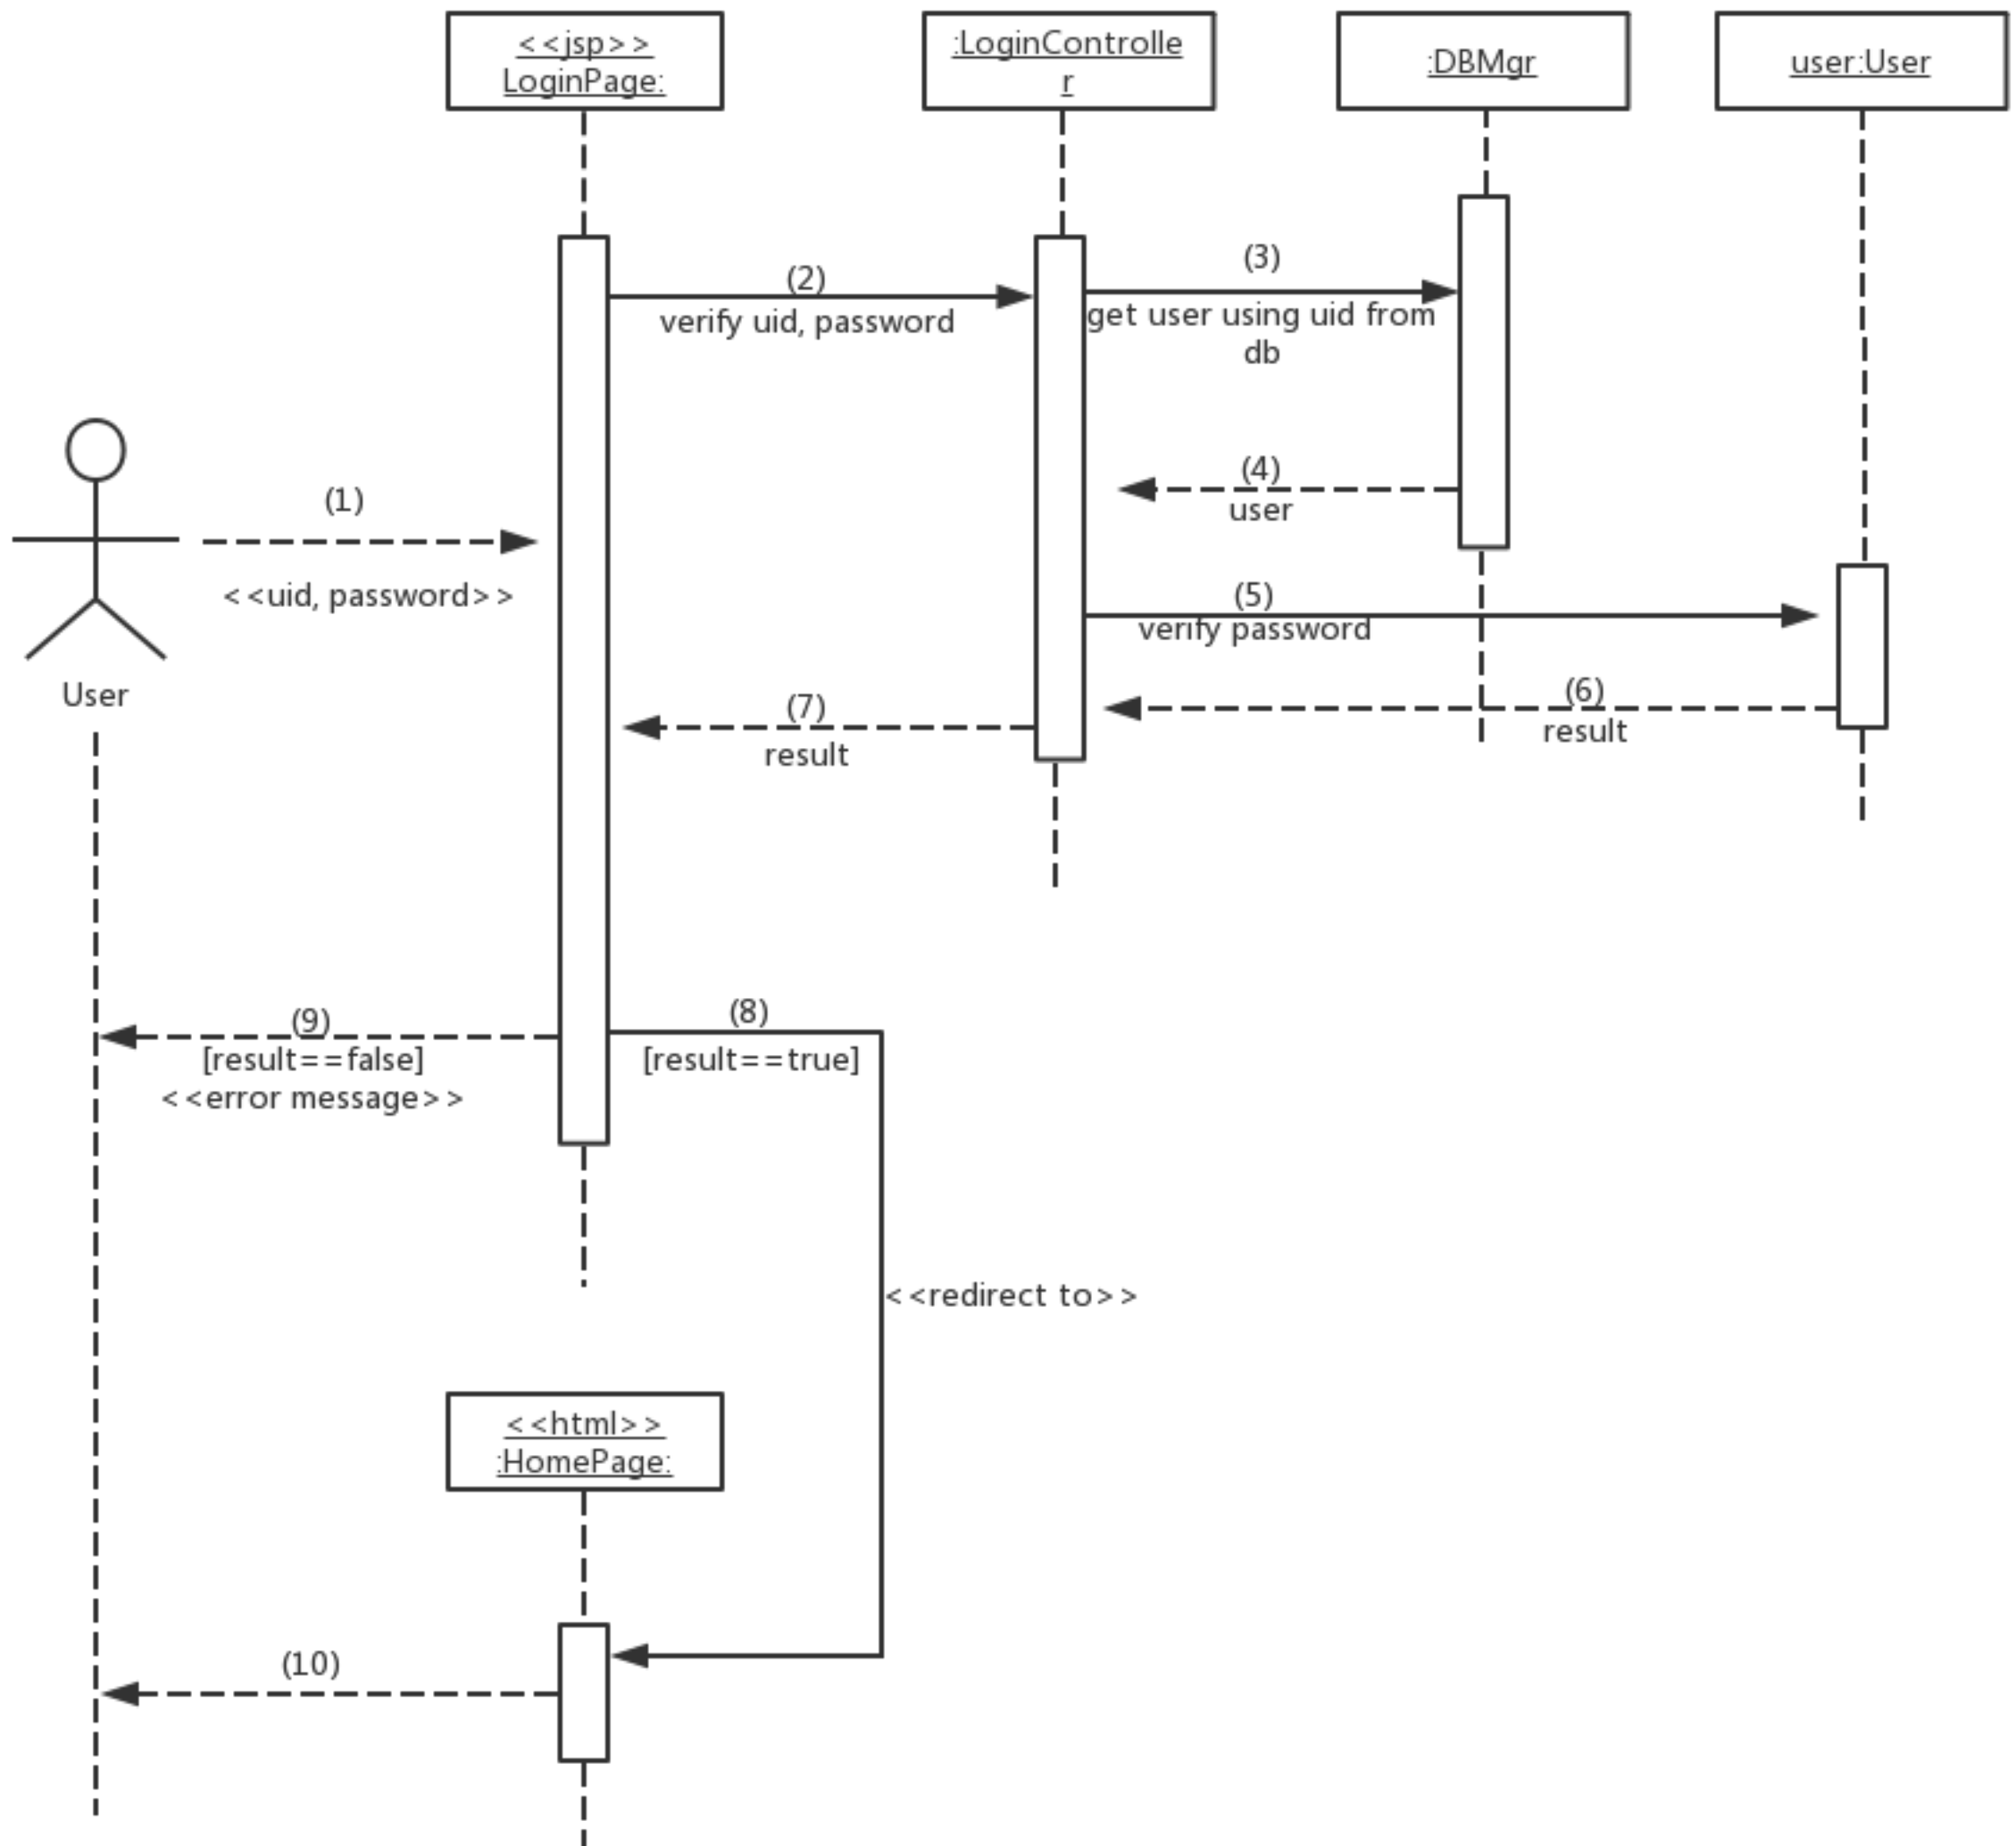 <<jsp>>
LoginPage:
:LoginControlle
r
:DBMgr
user:User
(2)
verify uid, password
(3)
get user using uid from
db
(4)
user
(1)
<<uid, password>>
User
(5)
verify password
(6)
result
(7)
result
(9)
[result==false]
<<error message>>
(8)
[result==true]
<<redirect to>>
<<html>>
:HomePage:
(10)